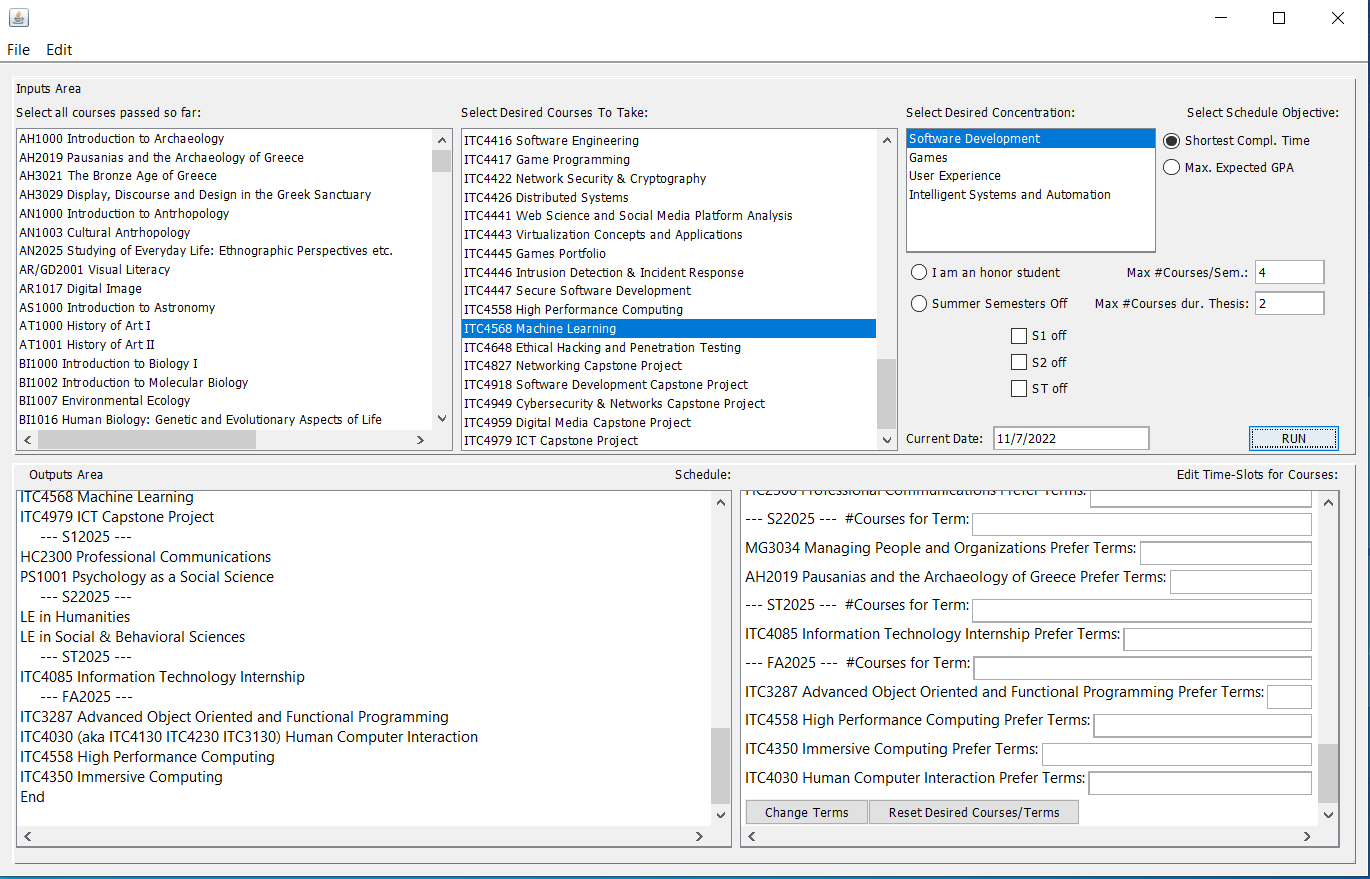 File Edit
Inputs Area
Select all courses passed so far:
AH1000 Introduction to Archaeology
AH2019 Pausanias and the Archaeology of Greece
AH3021 The Bronze Age of Greece
AH3029 Display, Discourse and Design in the Greek Sanctuary
AN1000 Introduction to Antrhopology
AN1003 Cultural Antrhopology
AN2025 Studying of Everyday Life: Ethnographic Perspectives etc.
AR/GD2001 Visual Literacy
AR1017 Digital Image
AS1000 Introduction to Astronomy
AT1000 History of Art I
AT1001 History of Art II
BI1000 Introduction to Biology I
BI1002 Introduction to Molecular Biology
BI1007 Environmental Ecology
BI1016 Human Biology: Genetic and Evolutionary Aspects of Life
Select Desired Courses To Take:
ITC4416 Software Engineering
ITC4417 Game Programming
ITC4422 Network Security & Cryptography
ITC4426 Distributed Systems
ITC4441 Web Science and Social Media Platform Analysis
ITC4443 Virtualization Concepts and Applications
ITC4445 Games Portfolio
ITC4446 Intrusion Detection & Incident Response
ITC4447 Secure Software Development
ITC4558 High Performance Computing
ITC4568 Machine Learning
ITC4648 Ethical Hacking and Penetration Testing
ITC4827 Networking Capstone Project
ITC4918 Software Development Capstone Project
ITC4949 Cybersecurity & Networks Capstone Project
ITC4959 Digital Media Capstone Project
ITC4979 ICT Capstone Project
Select Desired Concentration:
Software Development
Games
User Experience
Intelligent Systems and Automation
Select Schedule Objective:
Shortest Compl. Time
Max. Expected GPA
I am an honor student
Max #Courses/Sem.: 4
Summer Semesters Off
Max #Courses dur. Thesis: 2
S1 off
S2 off
ST off
Current Date: 11/7/2022
RUN
Outputs Area
Schedule:
Edit Time-Slots for Courses:
ITC4568 Machine Learning
ITC4979 ICT Capstone Project
--- S12025 ---
HC2300 Professional Communications
PS1001 Psychology as a Social Science
--- S22025 ---
LE in Humanities
LE in Social & Behavioral Sciences
--- ST2025 ---
ITC4085 Information Technology Internship
--- FA2025 ---
ITC3287 Advanced Object Oriented and Functional Programming
ITC4030 (aka ITC4130 ITC4230 ITC3130) Human Computer Interaction
ITC4558 High Performance Computing
ITC4350 Immersive Computing
End
HC2300 Professional Communications Prefer Terms:
--- S22025 --- #Courses for Term:
MG3034 Managing People and Organizations Prefer Terms:
AH2019 Pausanias and the Archaeology of Greece Prefer Terms:
--- ST2025 --- #Courses for Term:
ITC4085 Information Technology Internship Prefer Terms:
--- FA2025 --- #Courses for Term:
ITC3287 Advanced Object Oriented and Functional Programming Prefer Terms:
ITC4558 High Performance Computing Prefer Terms:
ITC4350 Immersive Computing Prefer Terms:
ITC4030 Human Computer Interaction Prefer Terms:
Change Terms
Reset Desired Courses/Terms